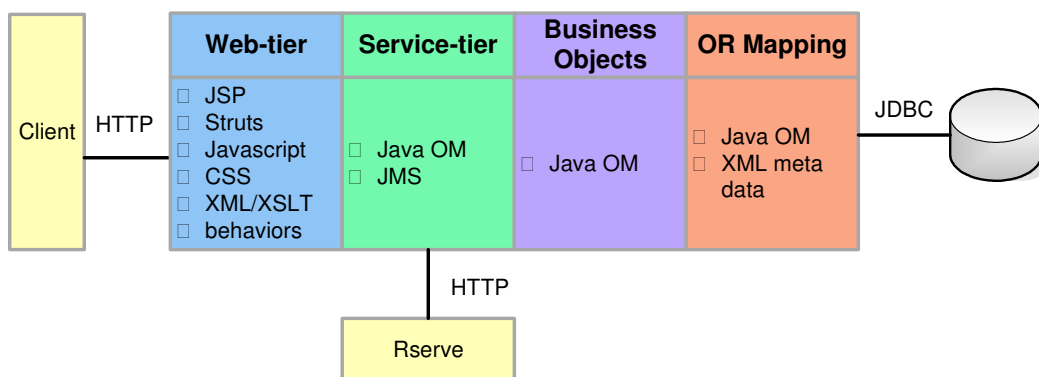 Web-tier
Service-tier
Business
Objects
OR Mapping
Client
HTTP
JSP
Struts
Javascript
CSS
XML/XSLT
behaviors
Java OM
JMS
Java OM
Java OM
XML meta
data
JDBC
HTTP
Rserve